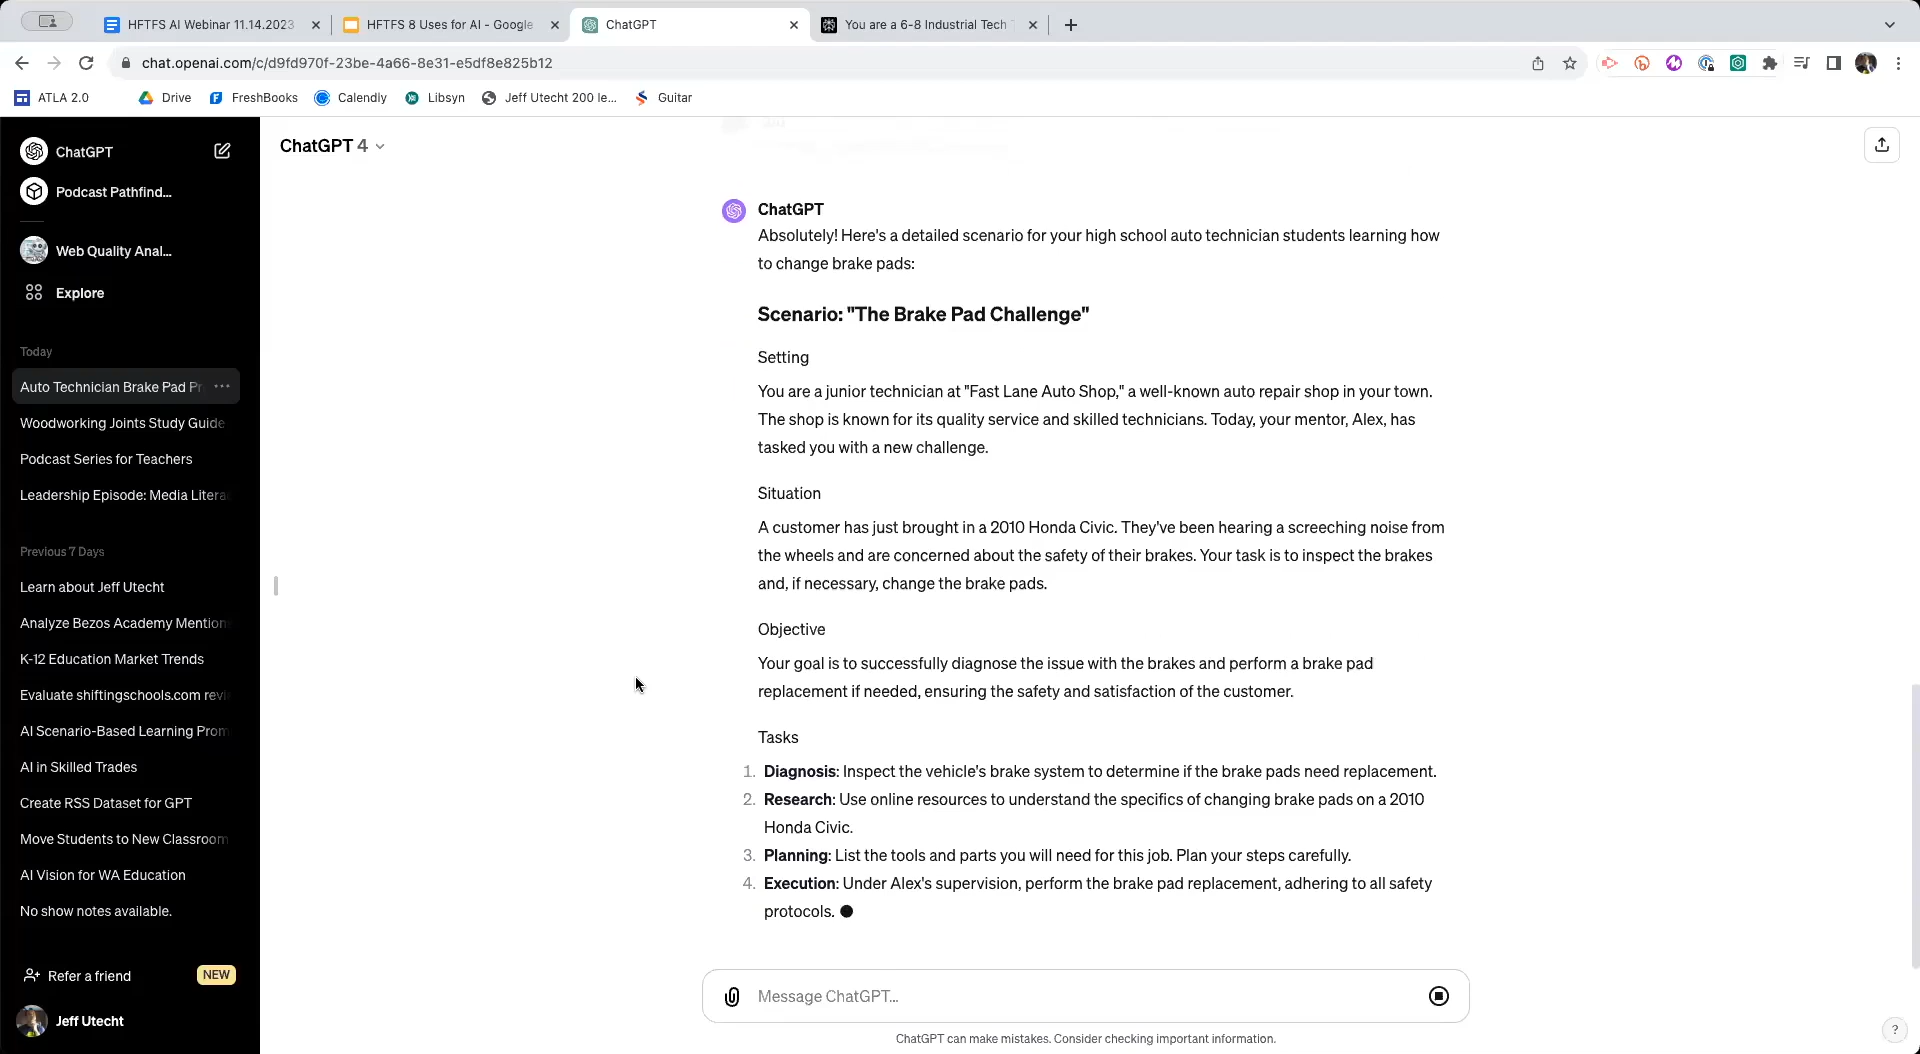 HFTFS AI Webinar 11.14.2023
HFTFS 8 Uses for AI - Google
ChatGPT
You are a 6-8 Industrial Tech
chat.openai.com/c/d9fd970f-23be-4a66-8e31-e5df8e825b12
ATLA 2.0
Drive
FreshBooks
Calendly
Libsyn
Jeff Utecht 200 le...
Guitar
ChatGPT
Podcast Pathfind...
Web Quality Anal...
Explore
Today
Auto Technician Brake Pad Pr
Woodworking Joints Study Guide
Podcast Series for Teachers
Leadership Episode: Media Litera
Previous 7 Days
Learn about Jeff Utecht
Analyze Bezos Academy Mention
K-12 Education Market Trends
Evaluate shiftingschools.com revi
AI Scenario-Based Learning Prom
AI in Skilled Trades
Create RSS Dataset for GPT
Move Students to New Classroom
AI Vision for WA Education
No show notes available.
Refer a friend
NEW
Jeff Utecht
ChatGPT 4
ChatGPT
Absolutely! Here's a detailed scenario for your high school auto technician students learning how
to change brake pads:
Scenario: "The Brake Pad Challenge"
Setting
You are a junior technician at "Fast Lane Auto Shop," a well-known auto repair shop in your town.
The shop is known for its quality service and skilled technicians. Today, your mentor, Alex, has
tasked you with a new challenge.
Situation
A customer has just brought in a 2010 Honda Civic. They've been hearing a screeching noise from
the wheels and are concerned about the safety of their brakes. Your task is to inspect the brakes
and, if necessary, change the brake pads.
Objective
Your goal is to successfully diagnose the issue with the brakes and perform a brake pad
replacement if needed, ensuring the safety and satisfaction of the customer.
Tasks
1. Diagnosis: Inspect the vehicle's brake system to determine if the brake pads need replacement.
2. Research: Use online resources to understand the specifics of changing brake pads on a 2010
Honda Civic.
3. Planning: List the tools and parts you will need for this job. Plan your steps carefully.
4. Execution: Under Alex's supervision, perform the brake pad replacement, adhering to all safety
protocols.
Message ChatGPT...
ChatGPT can make mistakes. Consider checking important information.
?